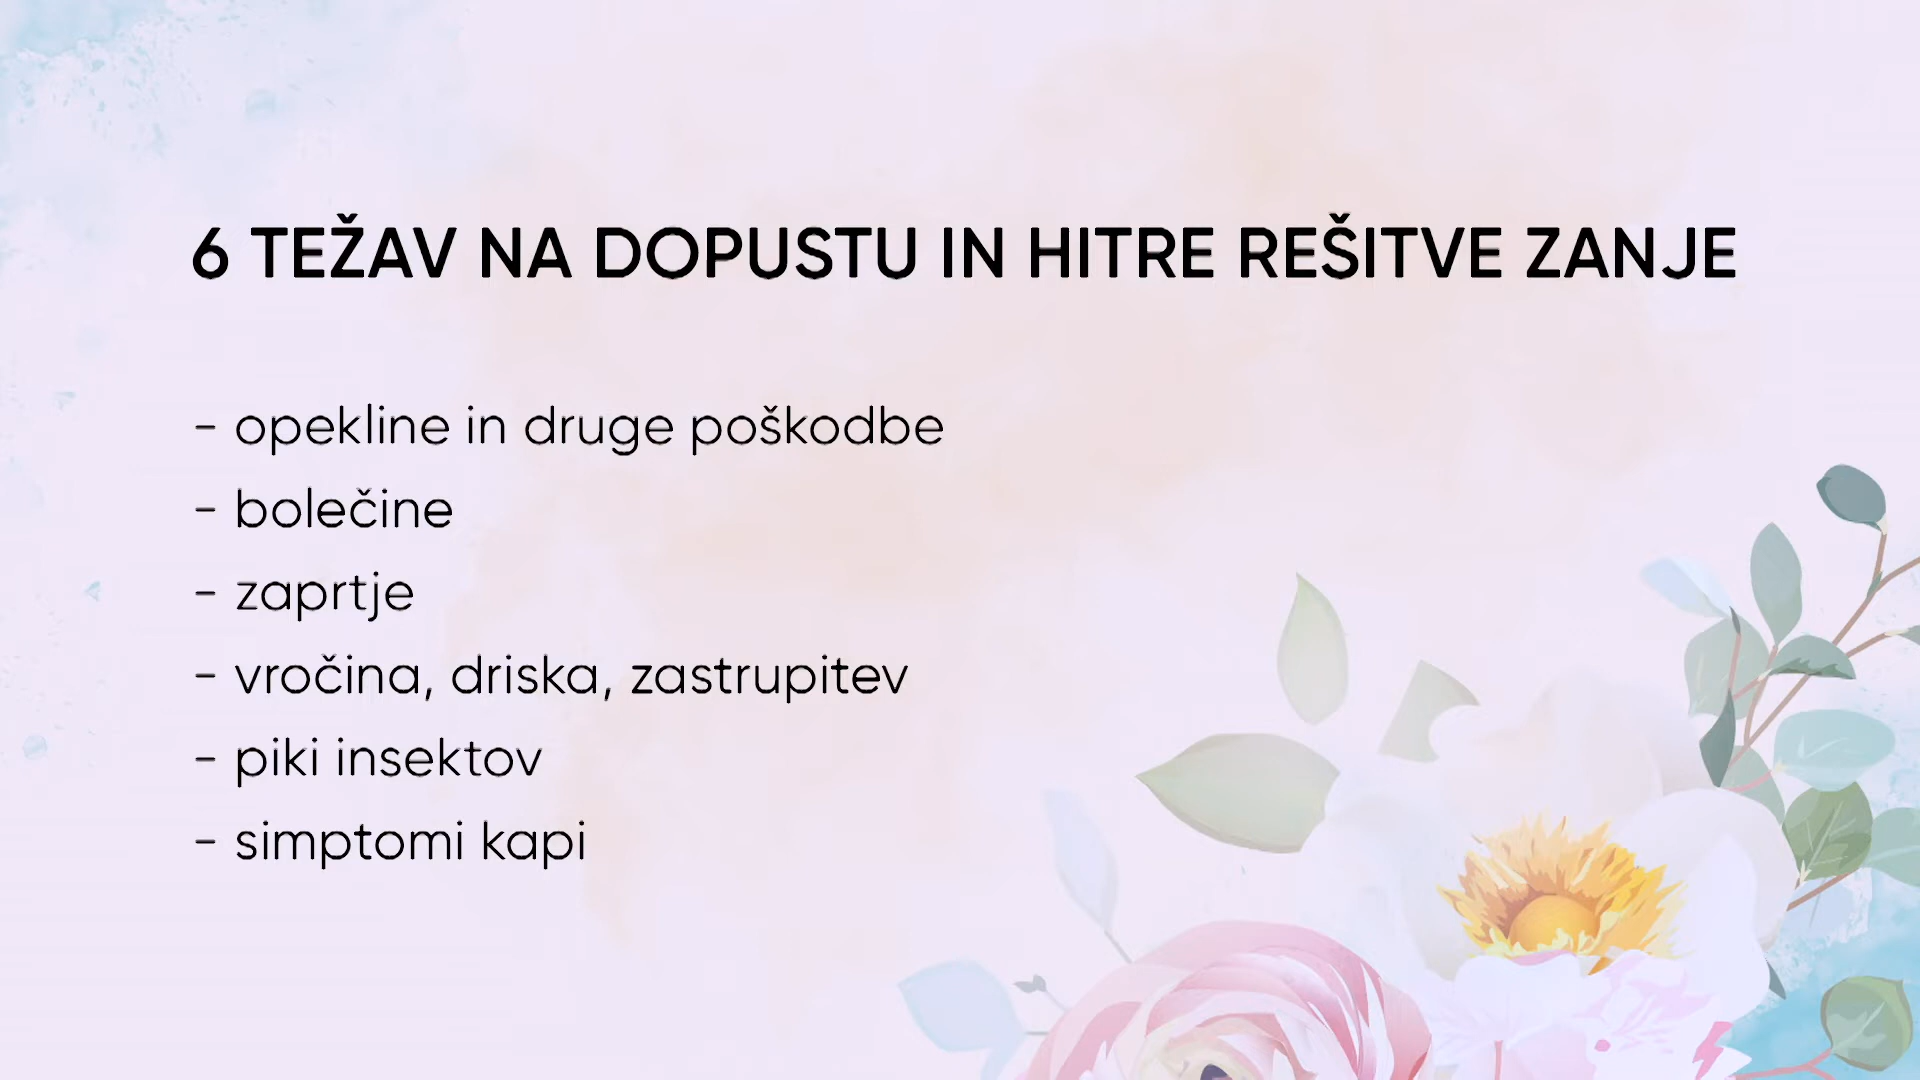 6 TEŽAV NA DOPUSTU IN HITRE REŠITVE ZANJE
- opekline in druge poškodbe
- bolečine
- zaprtje
- vročina, driska, zastrupitev
- piki insektov
- simptomi kapi